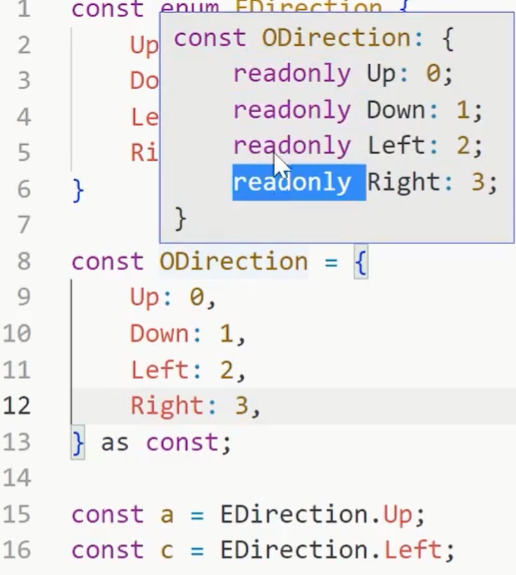 1 const enum EDirection {
2 Up
3 Do
4 Le
5 Ri
6 }
7
const ODirection: {
readonly Up: 0;
readonly Down: 1;
readonly Left: 2;
readonly Right: 3;
}
8 const ODirection = {
9 Up: 0,
10 Down: 1,
11 Left: 2,
12 Right: 3,
13 } as const;
14
15 const a = EDirection.Up;
16 const c = EDirection.Left;